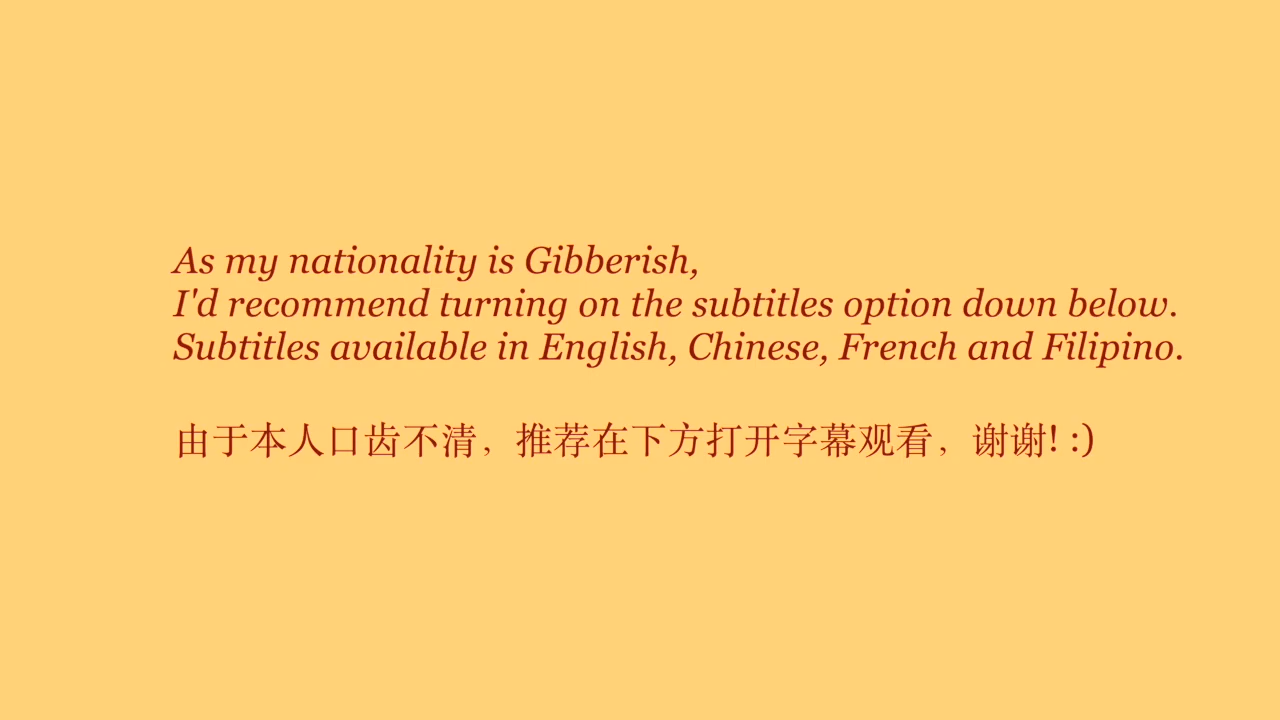 As my nationality is Gibberish,
I'd recommend turning on the subtitles option down below.
Subtitles available in English, Chinese, French and Filipino.
由于本人口齿不清，推荐在下方打开字幕观看，谢谢! :)